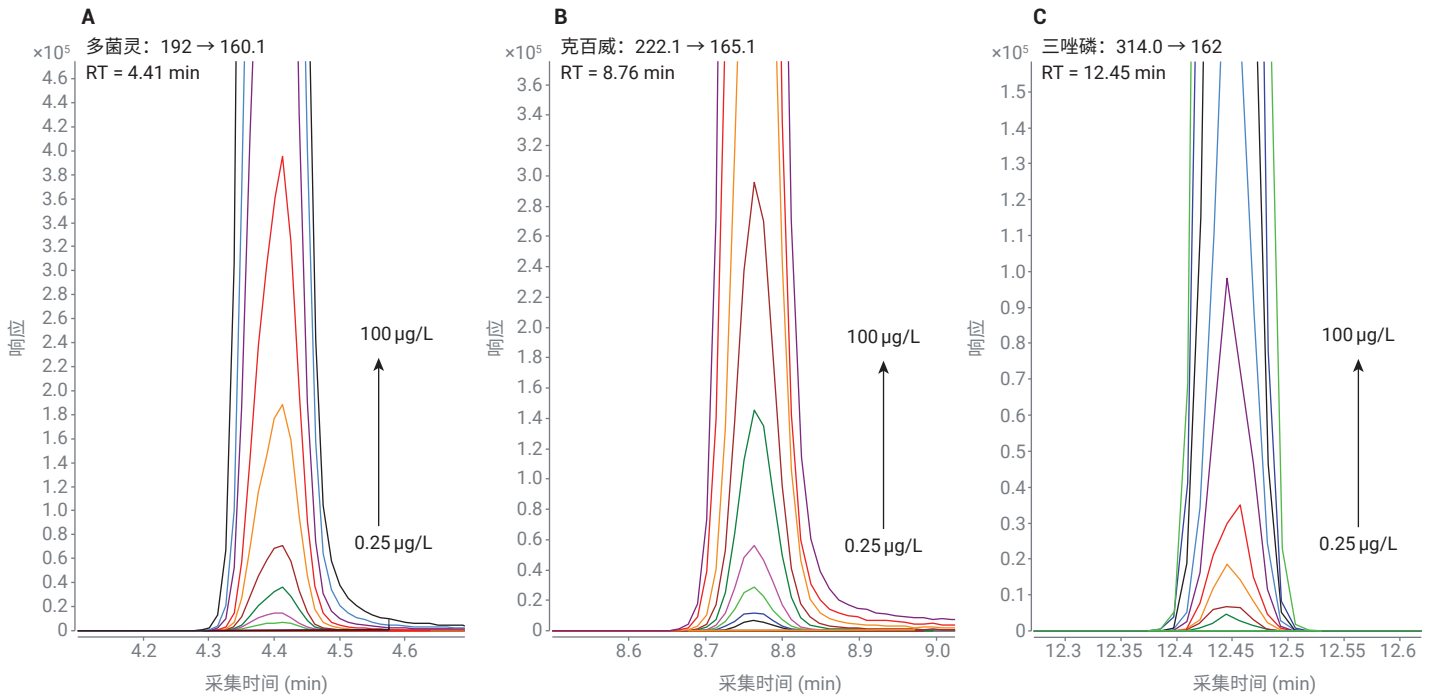 A
多菌灵：192 → 160.1
RT = 4.41 min
×10⁵
4.6
4.4
4.2
4.0
3.8
3.6
3.4
3.2
3.0
2.8
2.6
2.4
2.2
2.0
1.8
1.6
1.4
1.2
1.0
0.8
0.6
0.4
0.2
0
响应
100 µg/L
0.25 µg/L
4.2 4.3 4.4 4.5 4.6
采集时间 (min)
B
克百威：222.1 → 165.1
RT = 8.76 min
×10⁵
3.6
3.4
3.2
3.0
2.8
2.6
2.4
2.2
2.0
1.8
1.6
1.4
1.2
1.0
0.8
0.6
0.4
0.2
0
响应
100 µg/L
0.25 µg/L
8.6 8.7 8.8 8.9 9.0
采集时间 (min)
C
三唑磷：314.0 → 162
RT = 12.45 min
×10⁵
1.5
1.4
1.3
1.2
1.1
1.0
0.9
0.8
0.7
0.6
0.5
0.4
0.3
0.2
0.1
0
响应
100 µg/L
0.25 µg/L
12.3 12.35 12.4 12.45 12.5 12.55 12.6
采集时间 (min)